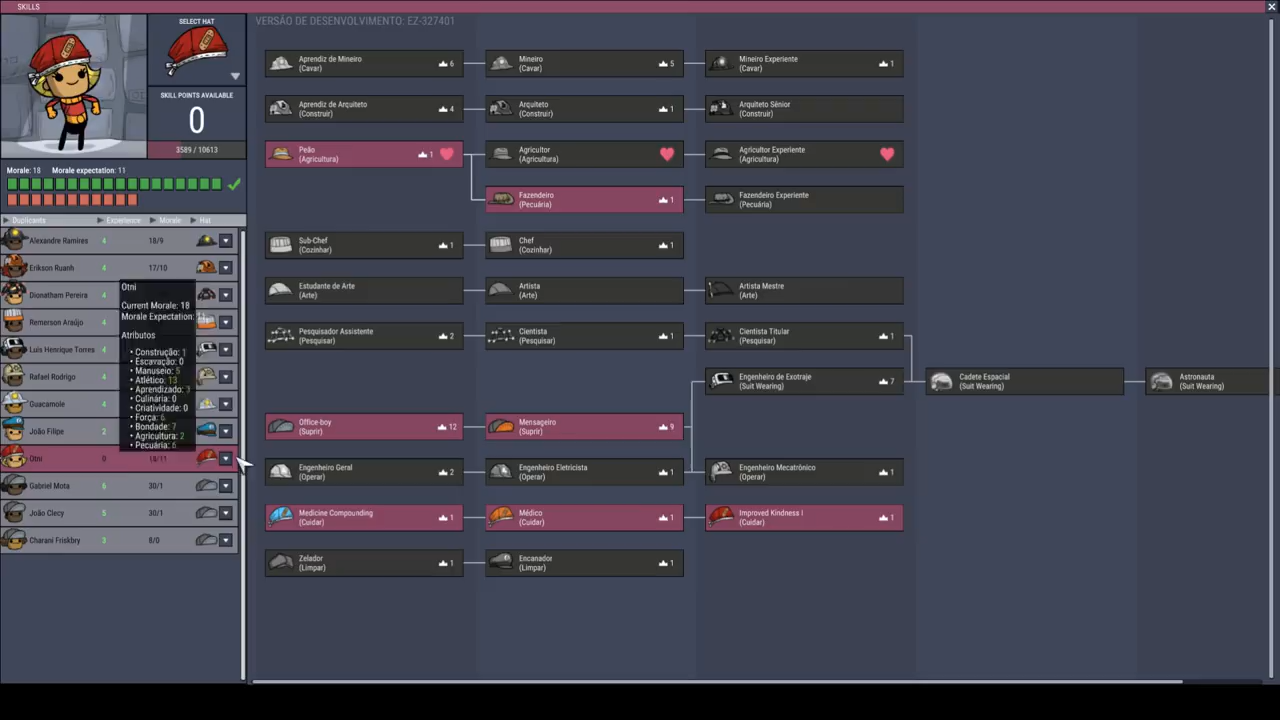 SKILLS
SELECT HAT
SKILL POINTS AVAILABLE
0
3589 / 10613
Morale: 18 Morale expectation: 11
Duplicants Experience Morale Hat
Alexandre Ramires 4 18/9
Erikson Ruanh 4 17/10
Dionatham Pereira 4
Remerson Araújo 4
Luis Henrique Torres 4
Rafael Rodrigo 4
Guacamole 4
João Filipe 2
Otni 0 18/11
Gabriel Mota 6 30/1
João Clecy 5 30/1
Charani Friskbry 3 8/0
Otni
Current Morale: 18
Morale Expectation: 11
Atributos
• Construção: 1
• Escavação: 0
• Manuseio: 5
• Atlético: 13
• Aprendizado: 3
• Culinária: 0
• Criatividade: 0
• Força: 6
• Bondade: 7
• Agricultura: 2
• Pecuária: 6
VERSÃO DE DESENVOLVIMENTO: EZ-327401
Aprendiz de Mineiro
(Cavar)
6
Mineiro
(Cavar)
5
Mineiro Experiente
(Cavar)
1
Aprendiz de Arquiteto
(Construir)
4
Arquiteto
(Construir)
1
Arquiteto Sênior
(Construir)
Peão
(Agricultura)
1
Agricultor
(Agricultura)
Agricultor Experiente
(Agricultura)
Fazendeiro
(Pecuária)
1
Fazendeiro Experiente
(Pecuária)
Sub-Chef
(Cozinhar)
1
Chef
(Cozinhar)
1
Estudante de Arte
(Arte)
Artista
(Arte)
Artista Mestre
(Arte)
Pesquisador Assistente
(Pesquisar)
2
Cientista
(Pesquisar)
1
Cientista Titular
(Pesquisar)
1
Engenheiro de Exotraje
(Suit Wearing)
7
Cadete Espacial
(Suit Wearing)
Astronauta
(Suit Wearing)
Office-boy
(Suprir)
12
Mensageiro
(Suprir)
9
Engenheiro Geral
(Operar)
2
Engenheiro Eletricista
(Operar)
1
Engenheiro Mecatrônico
(Operar)
1
Medicine Compounding
(Cuidar)
1
Médico
(Cuidar)
1
Improved Kindness I
(Cuidar)
1
Zelador
(Limpar)
1
Encanador
(Limpar)
1